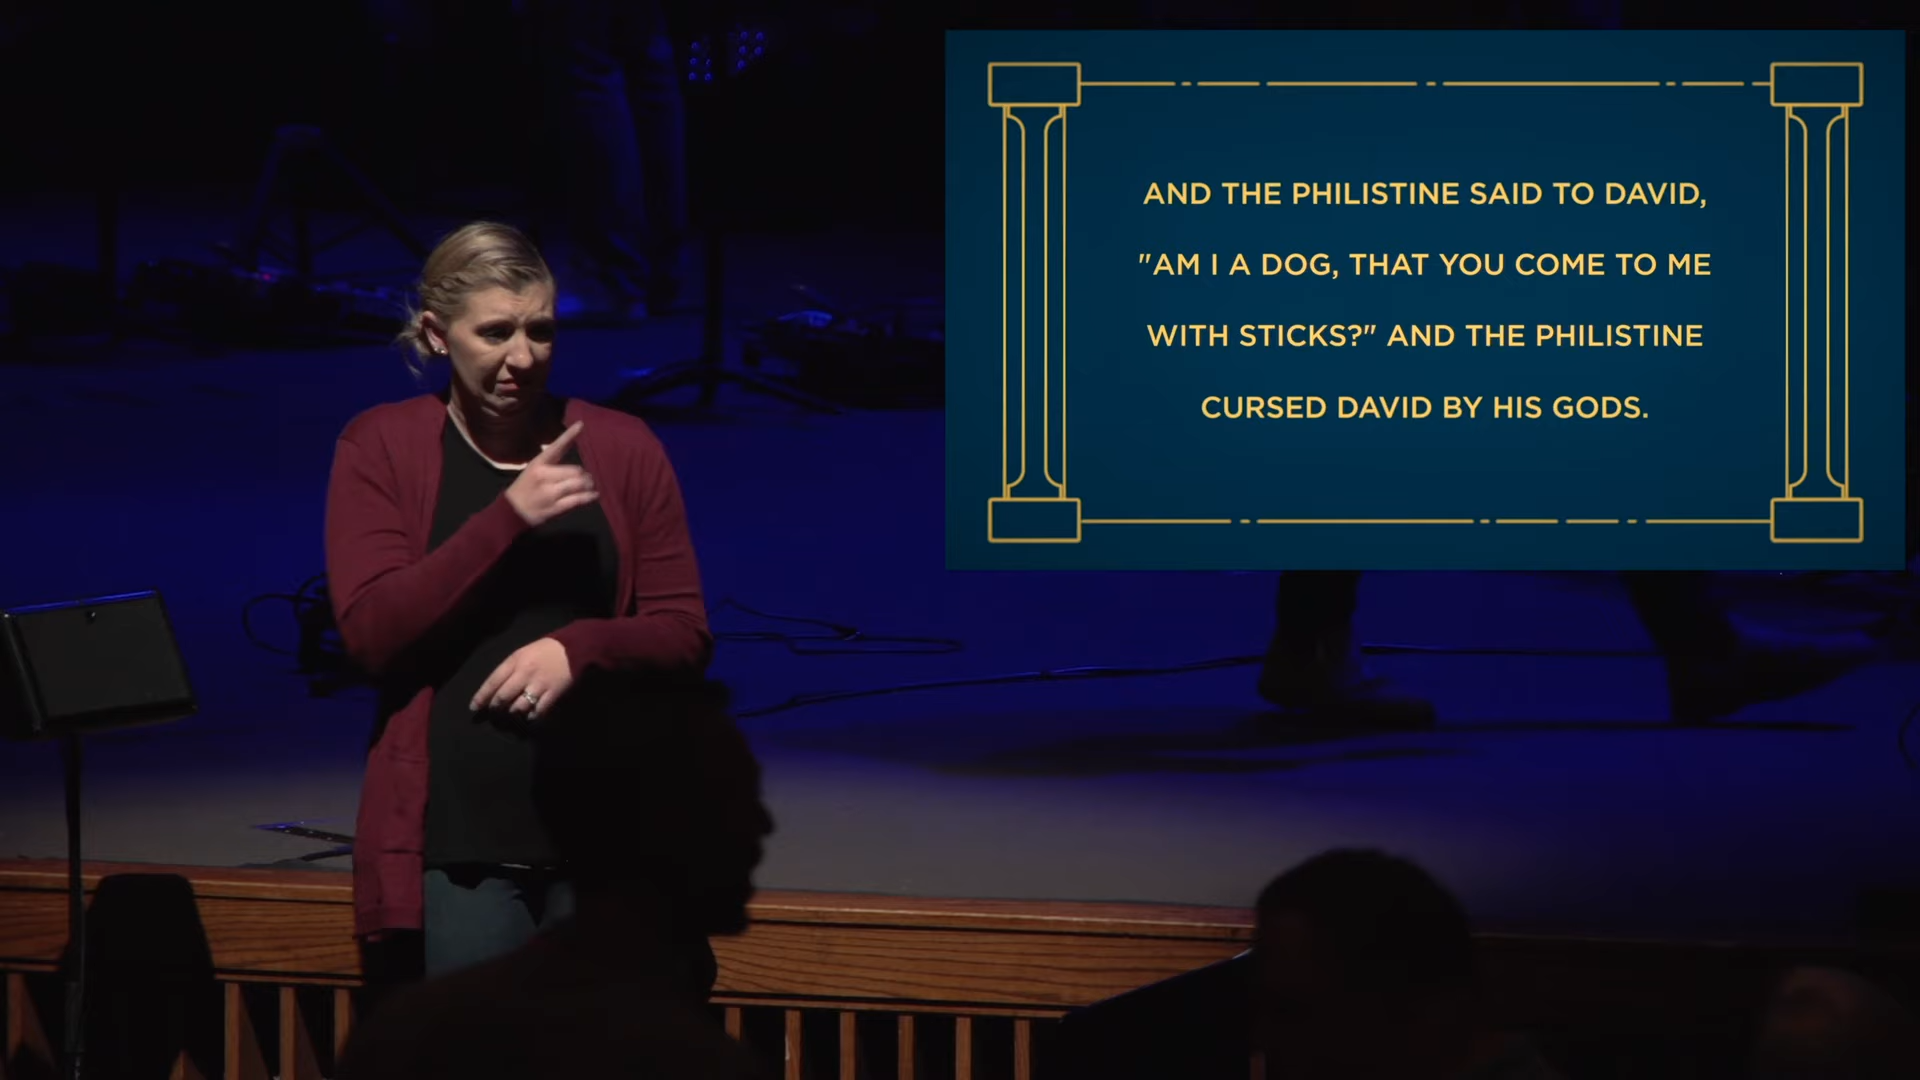 AND THE PHILISTINE SAID TO DAVID,
"AM I A DOG, THAT YOU COME TO ME
WITH STICKS?" AND THE PHILISTINE
CURSED DAVID BY HIS GODS.